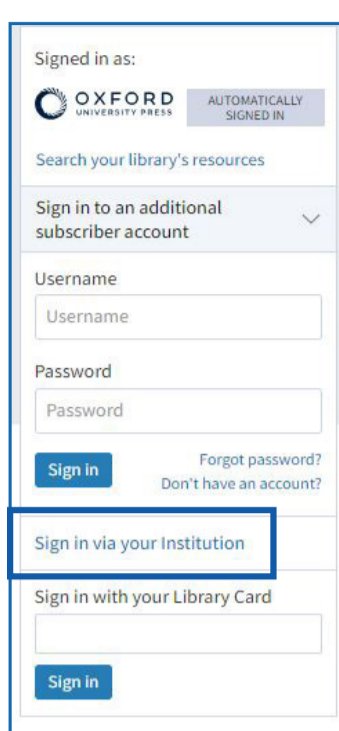 Signed in as:
OXFORD
UNIVERSITY PRESS
AUTOMATICALLY
SIGNED IN
Search your library's resources
Sign in to an additional
subscriber account
Username
Username
Password
Password
Sign in
Forgot password?
Don't have an account?
Sign in via your Institution
Sign in with your Library Card
Sign in